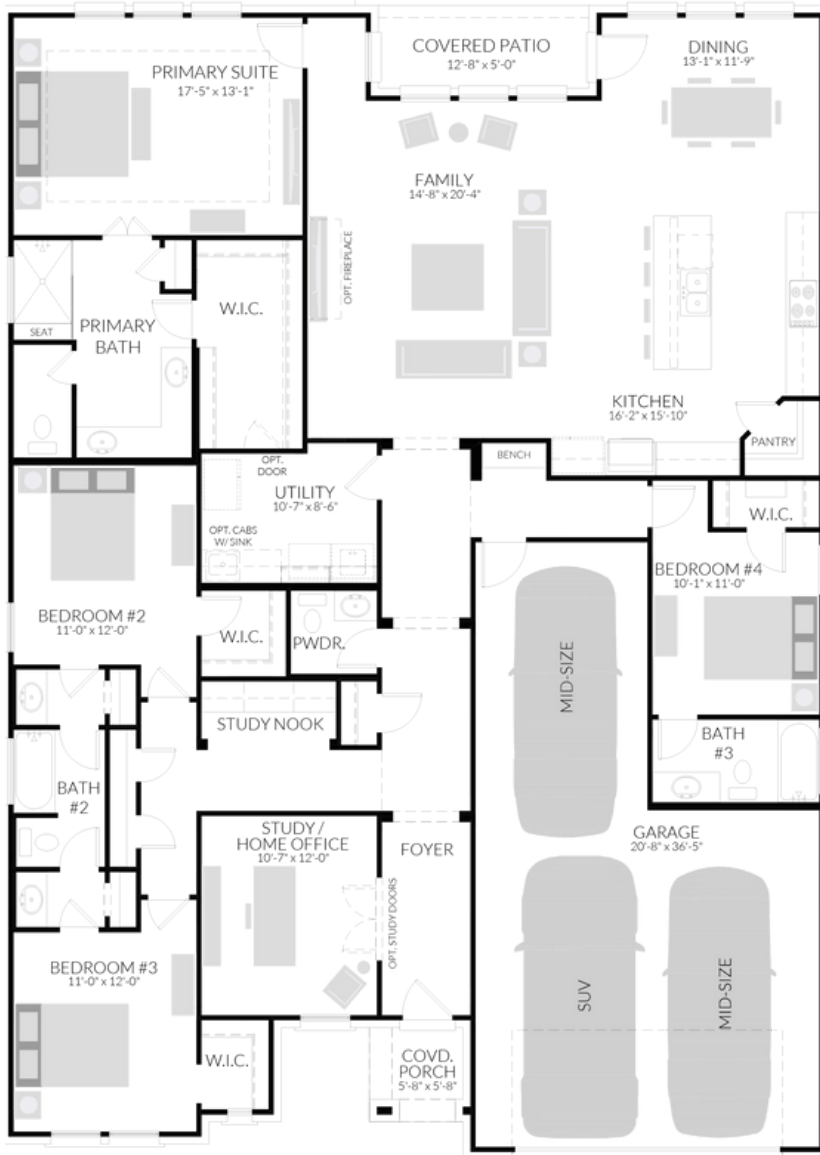 COVERED PATIO
12'-8" x 5'-0"
DINING
13'-1" x 11'-9"
PRIMARY SUITE
17'-5" x 13'-1"
FAMILY
14'-8" x 20'-4"
OPT. FIREPLACE
W.I.C.
SEAT
PRIMARY
BATH
KITCHEN
16'-2" x 15'-10"
PANTRY
BENCH
OPT.
DOOR
UTILITY
10'-7" x 8'-6"
OPT. CABS
W/ SINK
W.I.C.
BEDROOM #4
10'-1" x 11'-0"
BEDROOM #2
11'-0" x 12'-0"
W.I.C.
PWDR.
MID-SIZE
STUDY NOOK
BATH
#3
BATH
#2
STUDY /
HOME OFFICE
10'-7" x 12'-0"
FOYER
GARAGE
20'-8" x 36'-5"
OPT. STUDY DOORS
BEDROOM #3
11'-0" x 12'-0"
SUV
MID-SIZE
W.I.C.
COVD.
PORCH
5'-8" x 5'-8"